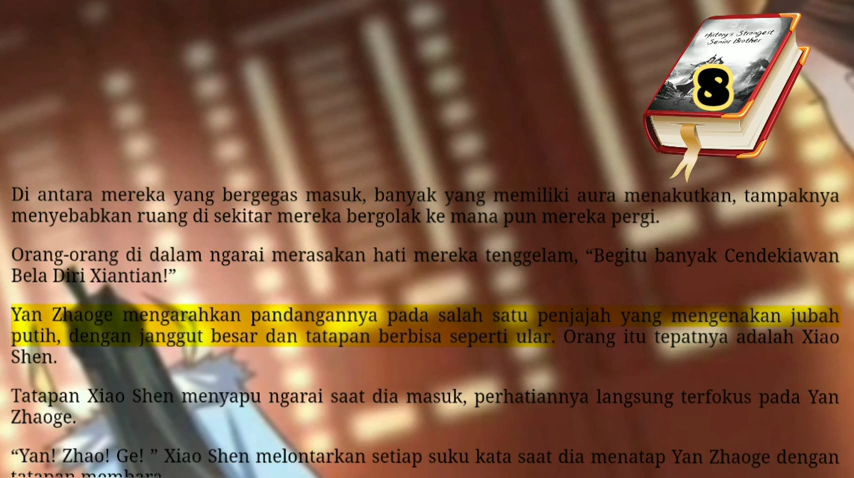 History's Strongest
Senior Brother
8
Di antara mereka yang bergegas masuk, banyak yang memiliki aura menakutkan, tampaknya
menyebabkan ruang di sekitar mereka bergolak ke mana pun mereka pergi.
Orang-orang di dalam ngarai merasakan hati mereka tenggelam, “Begitu banyak Cendekiawan
Bela Diri Xiantian!”
Yan Zhaoge mengarahkan pandangannya pada salah satu penjajah yang mengenakan jubah
putih, dengan janggut besar dan tatapan berbisa seperti ular. Orang itu tepatnya adalah Xiao
Shen.
Tatapan Xiao Shen menyapu ngarai saat dia masuk, perhatiannya langsung terfokus pada Yan
Zhaoge.
“Yan! Zhao! Ge! ” Xiao Shen melontarkan setiap suku kata saat dia menatap Yan Zhaoge dengan
tatapan membara